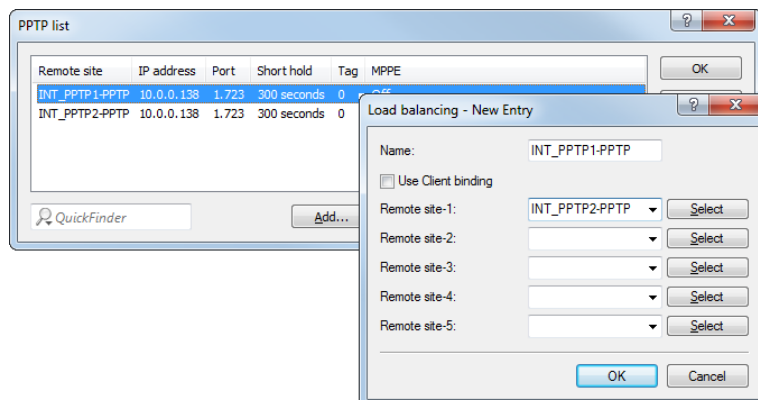 PPTP list
Remote site IP address Port Short hold Tag MPPE
INT_PPTP1-PPTP 10.0.0.138 1.723 300 seconds 0
INT_PPTP2-PPTP 10.0.0.138 1.723 300 seconds 0
OK
QuickFinder
Add...
Load balancing - New Entry
Name: INT_PPTP1-PPTP
Use Client binding
Remote site-1: INT_PPTP2-PPTP Select
Remote site-2: Select
Remote site-3: Select
Remote site-4: Select
Remote site-5: Select
OK Cancel